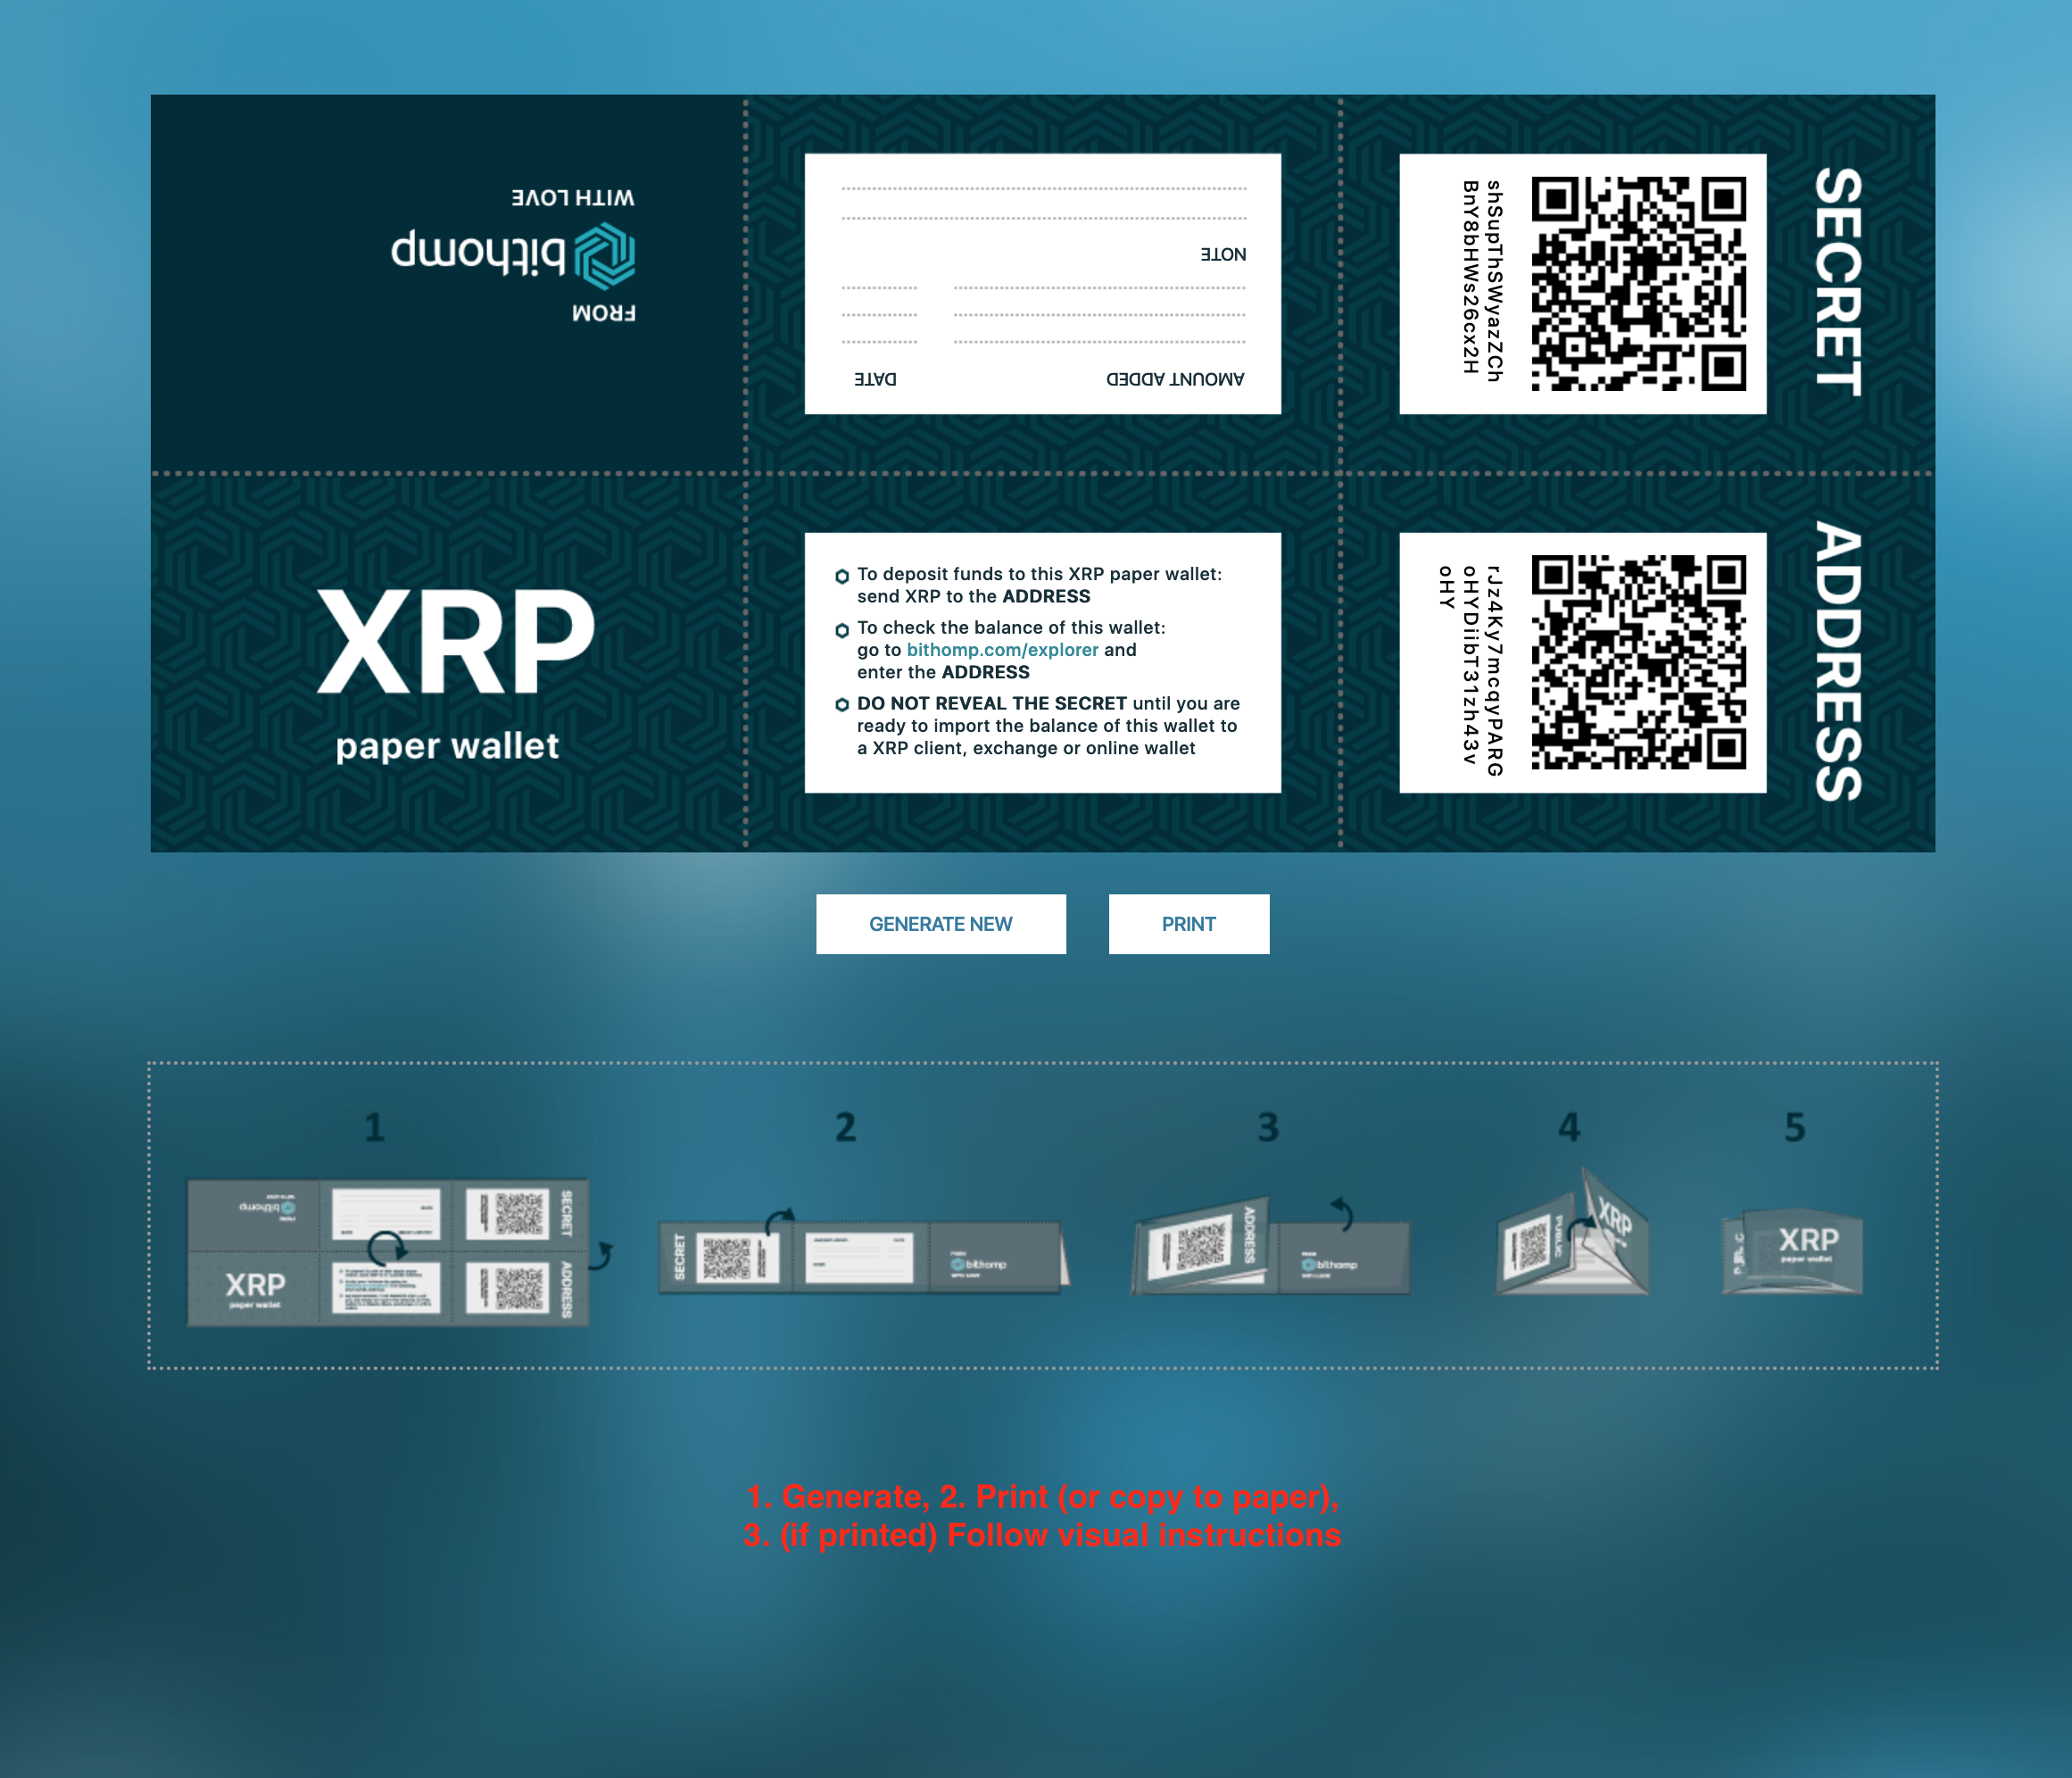 FROM
bithomp
WITH LOVE
AMOUNT ADDED
DATE
NOTE
shSupThSWyazZCh
BnY8bHWs26cx2H
SECRET
XRP
paper wallet
To deposit funds to this XRP paper wallet:
send XRP to the ADDRESS
To check the balance of this wallet:
go to bithomp.com/explorer and
enter the ADDRESS
DO NOT REVEAL THE SECRET until you are
ready to import the balance of this wallet to
a XRP client, exchange or online wallet
rJz4Ky7mcqyPARG
oHYDiibT31zh43v
oHY
ADDRESS
GENERATE NEW
PRINT
1
2
3
4
5
bithomp
SECRET
XRP
paper wallet
ADDRESS
SECRET
bithomp
ADDRESS
bithomp
PUBLIC
XRP
XRP
paper wallet
1. Generate, 2. Print (or copy to paper),
3. (if printed) Follow visual instructions